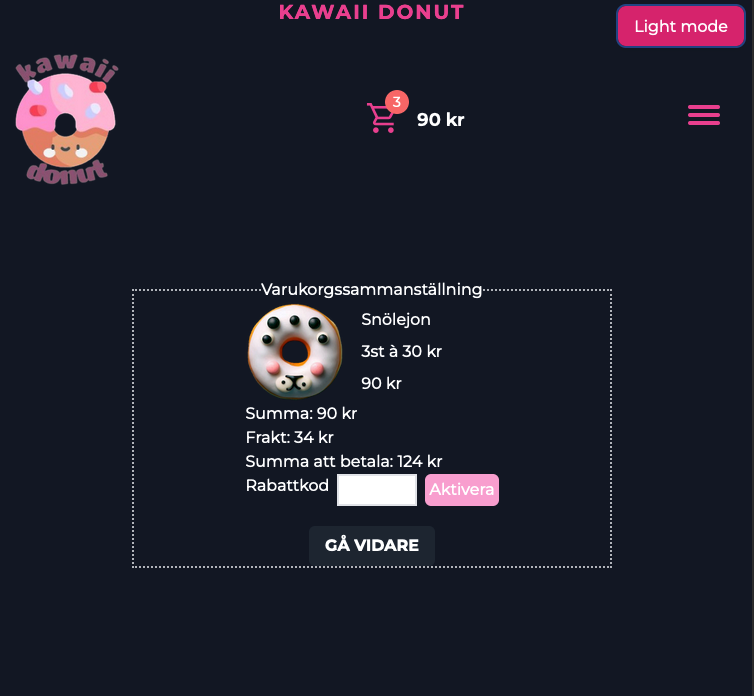 KAWAII DONUT
Light mode
kawaii
donut
3
90 kr
Varukorgssammanställning
Snölejon
3st à 30 kr
90 kr
Summa: 90 kr
Frakt: 34 kr
Summa att betala: 124 kr
Rabattkod
Aktivera
GÅ VIDARE